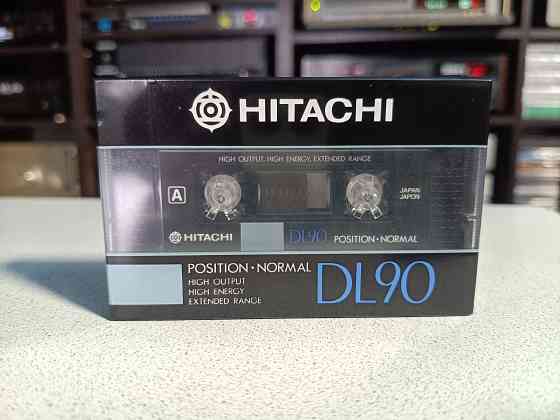 HITACHI
HIGH OUTPUT, HIGH ENERGY, EXTENDED RANGE
A
JAPAN
JAPON
HITACHI DL90 POSITION·NORMAL
POSITION·NORMAL
HIGH OUTPUT
HIGH ENERGY
EXTENDED RANGE
DL90